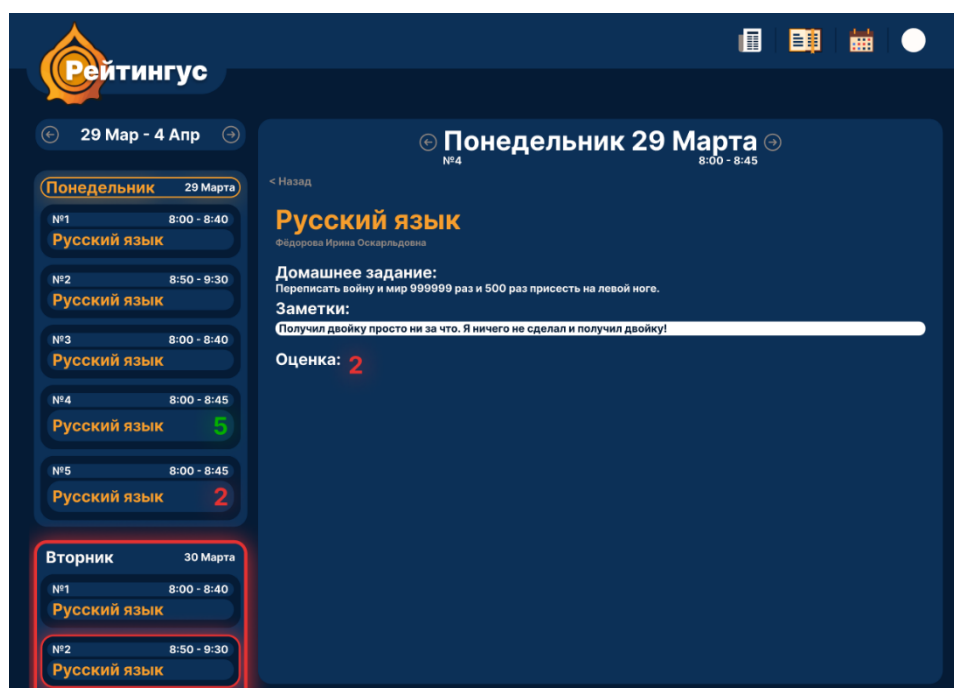 Рейтингус
29 Мар - 4 Апр
Понедельник 29 Марта
№1 8:00 - 8:40
Русский язык
№2 8:50 - 9:30
Русский язык
№3 8:00 - 8:40
Русский язык
№4 8:00 - 8:45
Русский язык 5
№5 8:00 - 8:45
Русский язык 2
Вторник 30 Марта
№1 8:00 - 8:40
Русский язык
№2 8:50 - 9:30
Русский язык
Понедельник 29 Марта
№4 8:00 - 8:45
< Назад
Русский язык
Фёдорова Ирина Оскарльдовна
Домашнее задание:
Переписать войну и мир 999999 раз и 500 раз присесть на левой ноге.
Заметки:
Получил двойку просто ни за что. Я ничего не сделал и получил двойку!
Оценка: 2